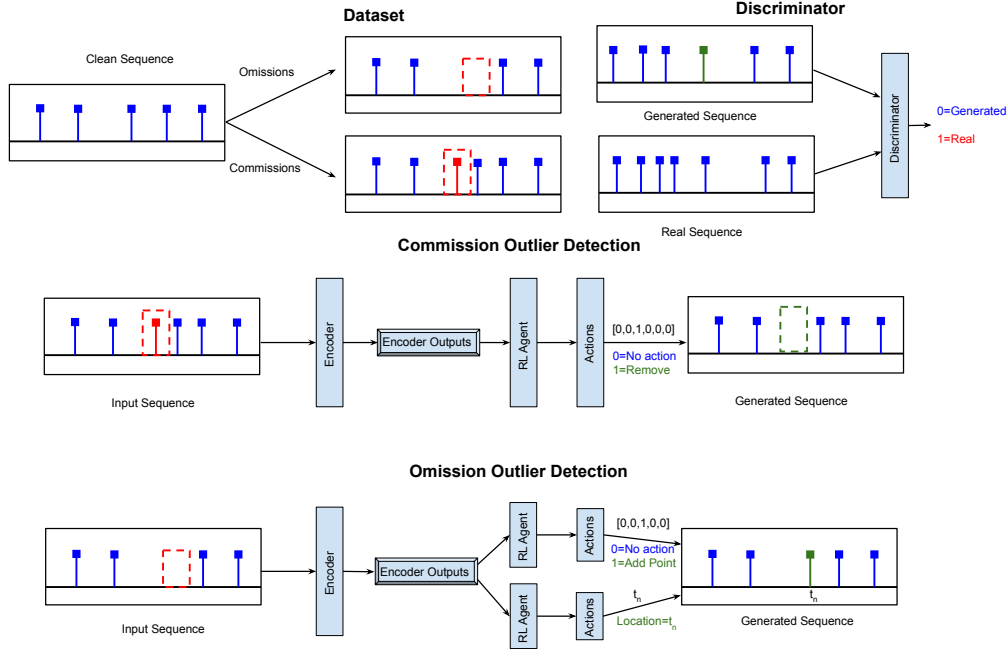 Dataset
Discriminator
Clean Sequence
Omissions
Commissions
Generated Sequence
Real Sequence
Discriminator
0=Generated
1=Real
Commission Outlier Detection
Input Sequence
Encoder
Encoder Outputs
RL Agent
Actions
[0,0,1,0,0,0]
0=No action
1=Remove
Generated Sequence
Omission Outlier Detection
Input Sequence
Encoder
Encoder Outputs
RL Agent
Actions
[0,0,1,0,0]
0=No action
1=Add Point
RL Agent
Actions
tn
Location=tn
tn
Generated Sequence